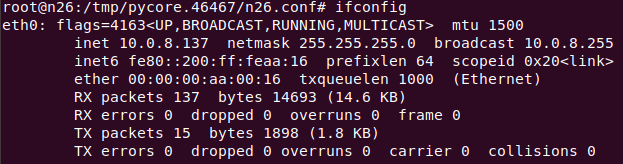 root@n26:/tmp/pycore.46467/n26.conf# ifconfig
eth0: flags=4163<UP,BROADCAST,RUNNING,MULTICAST>  mtu 1500
        inet 10.0.8.137  netmask 255.255.255.0  broadcast 10.0.8.255
        inet6 fe80::200:ff:feaa:16  prefixlen 64  scopeid 0x20<link>
        ether 00:00:00:aa:00:16  txqueuelen 1000  (Ethernet)
        RX packets 137  bytes 14693 (14.6 KB)
        RX errors 0  dropped 0  overruns 0  frame 0
        TX packets 15  bytes 1898 (1.8 KB)
        TX errors 0  dropped 0 overruns 0  carrier 0  collisions 0